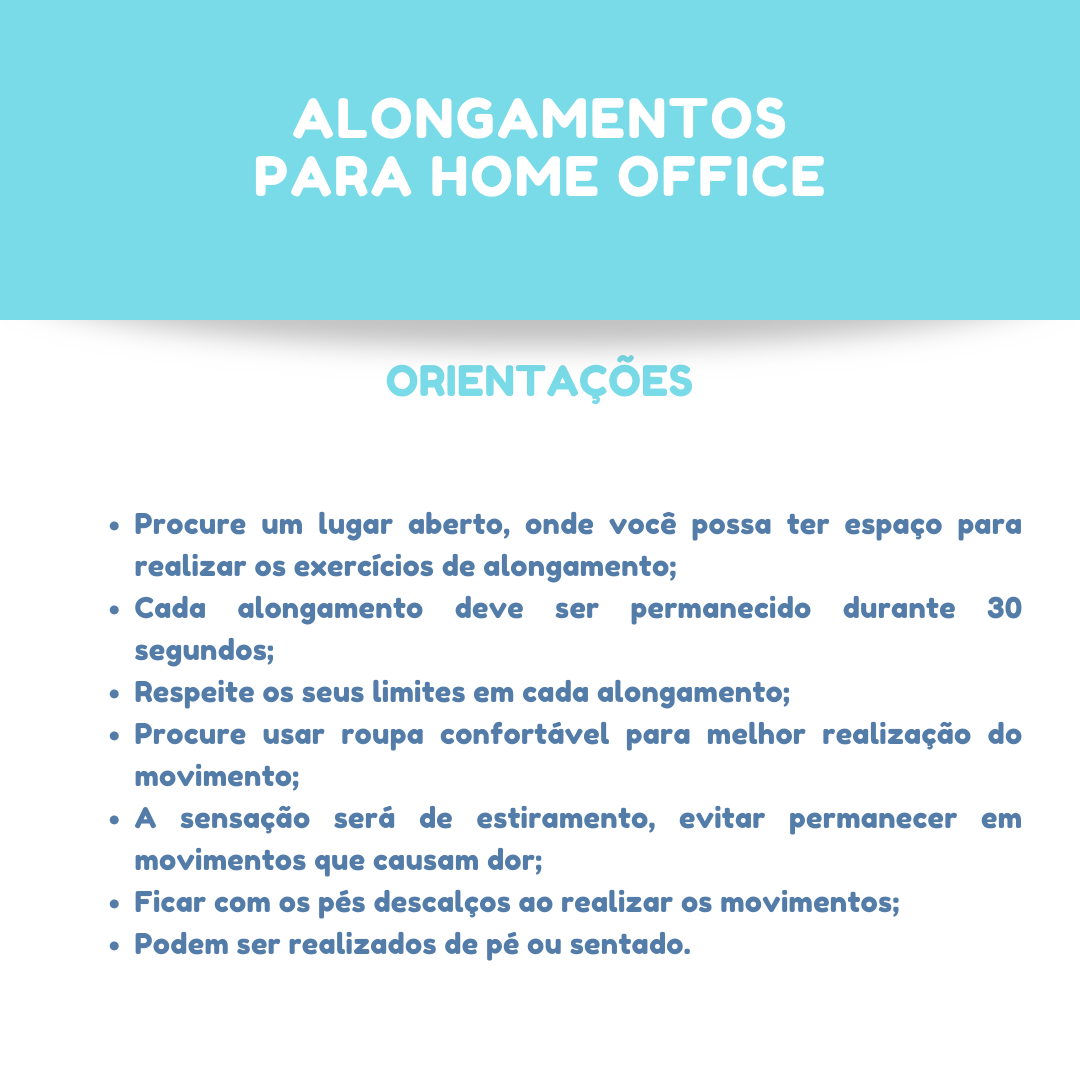 ALONGAMENTOS
PARA HOME OFFICE
ORIENTAÇÕES
• Procure um lugar aberto, onde você possa ter espaço para
realizar os exercícios de alongamento;
• Cada alongamento deve ser permanecido durante 30
segundos;
• Respeite os seus limites em cada alongamento;
• Procure usar roupa confortável para melhor realização do
movimento;
• A sensação será de estiramento, evitar permanecer em
movimentos que causam dor;
• Ficar com os pés descalços ao realizar os movimentos;
• Podem ser realizados de pé ou sentado.